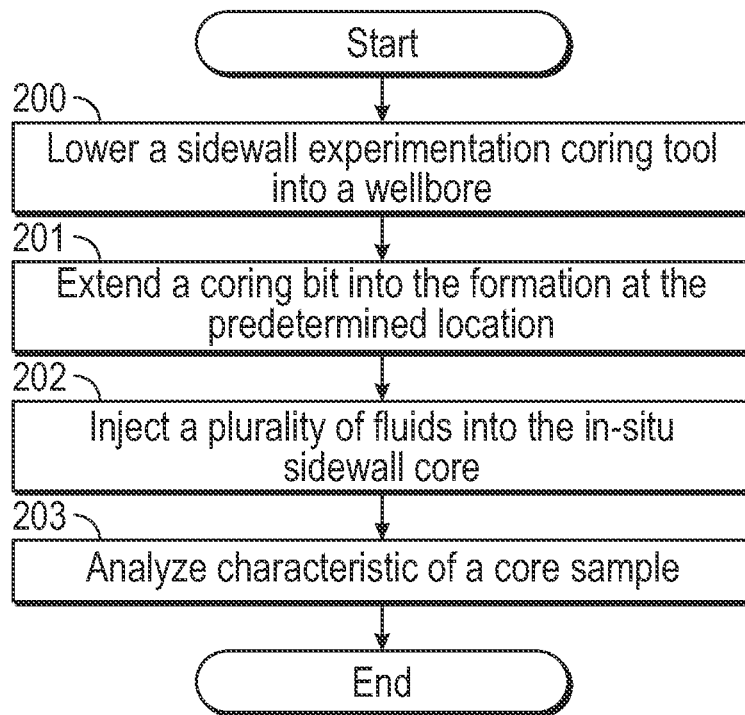 Start
200
Lower a sidewall experimentation coring tool
into a wellbore
201
Extend a coring bit into the formation at the
predetermined location
202
Inject a plurality of fluids into the in-situ
sidewall core
203
Analyze characteristic of a core sample
End